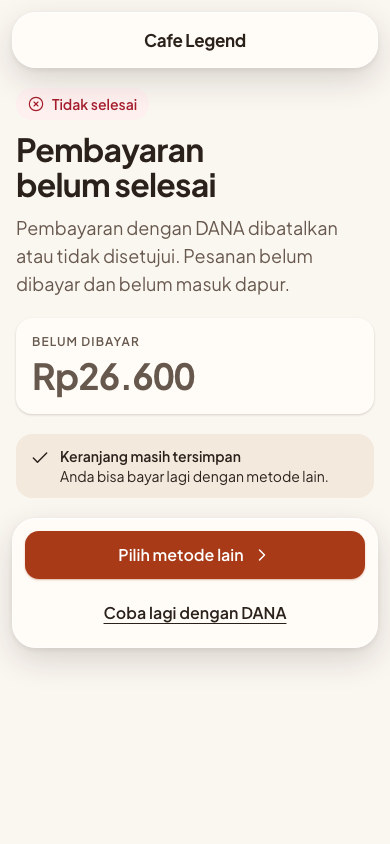 Cafe Legend
Tidak selesai
Pembayaran
belum selesai
Pembayaran dengan DANA dibatalkan
atau tidak disetujui. Pesanan belum
dibayar dan belum masuk dapur.
BELUM DIBAYAR
Rp26.600
Keranjang masih tersimpan
Anda bisa bayar lagi dengan metode lain.
Pilih metode lain
Coba lagi dengan DANA